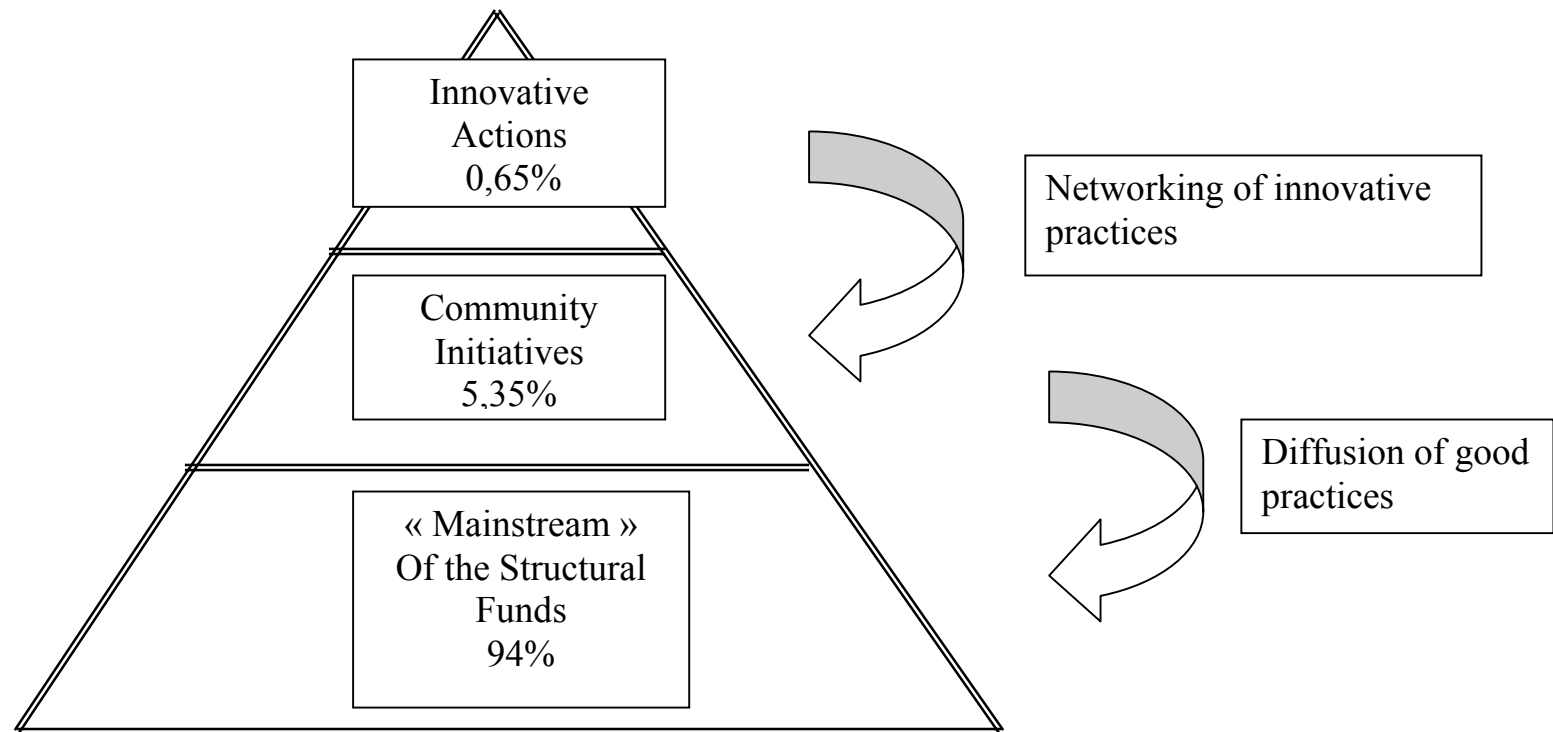 Innovative
Actions
0,65%
Networking of innovative
practices
Community
Initiatives
5,35%
Diffusion of good
practices
« Mainstream »
Of the Structural
Funds
94%